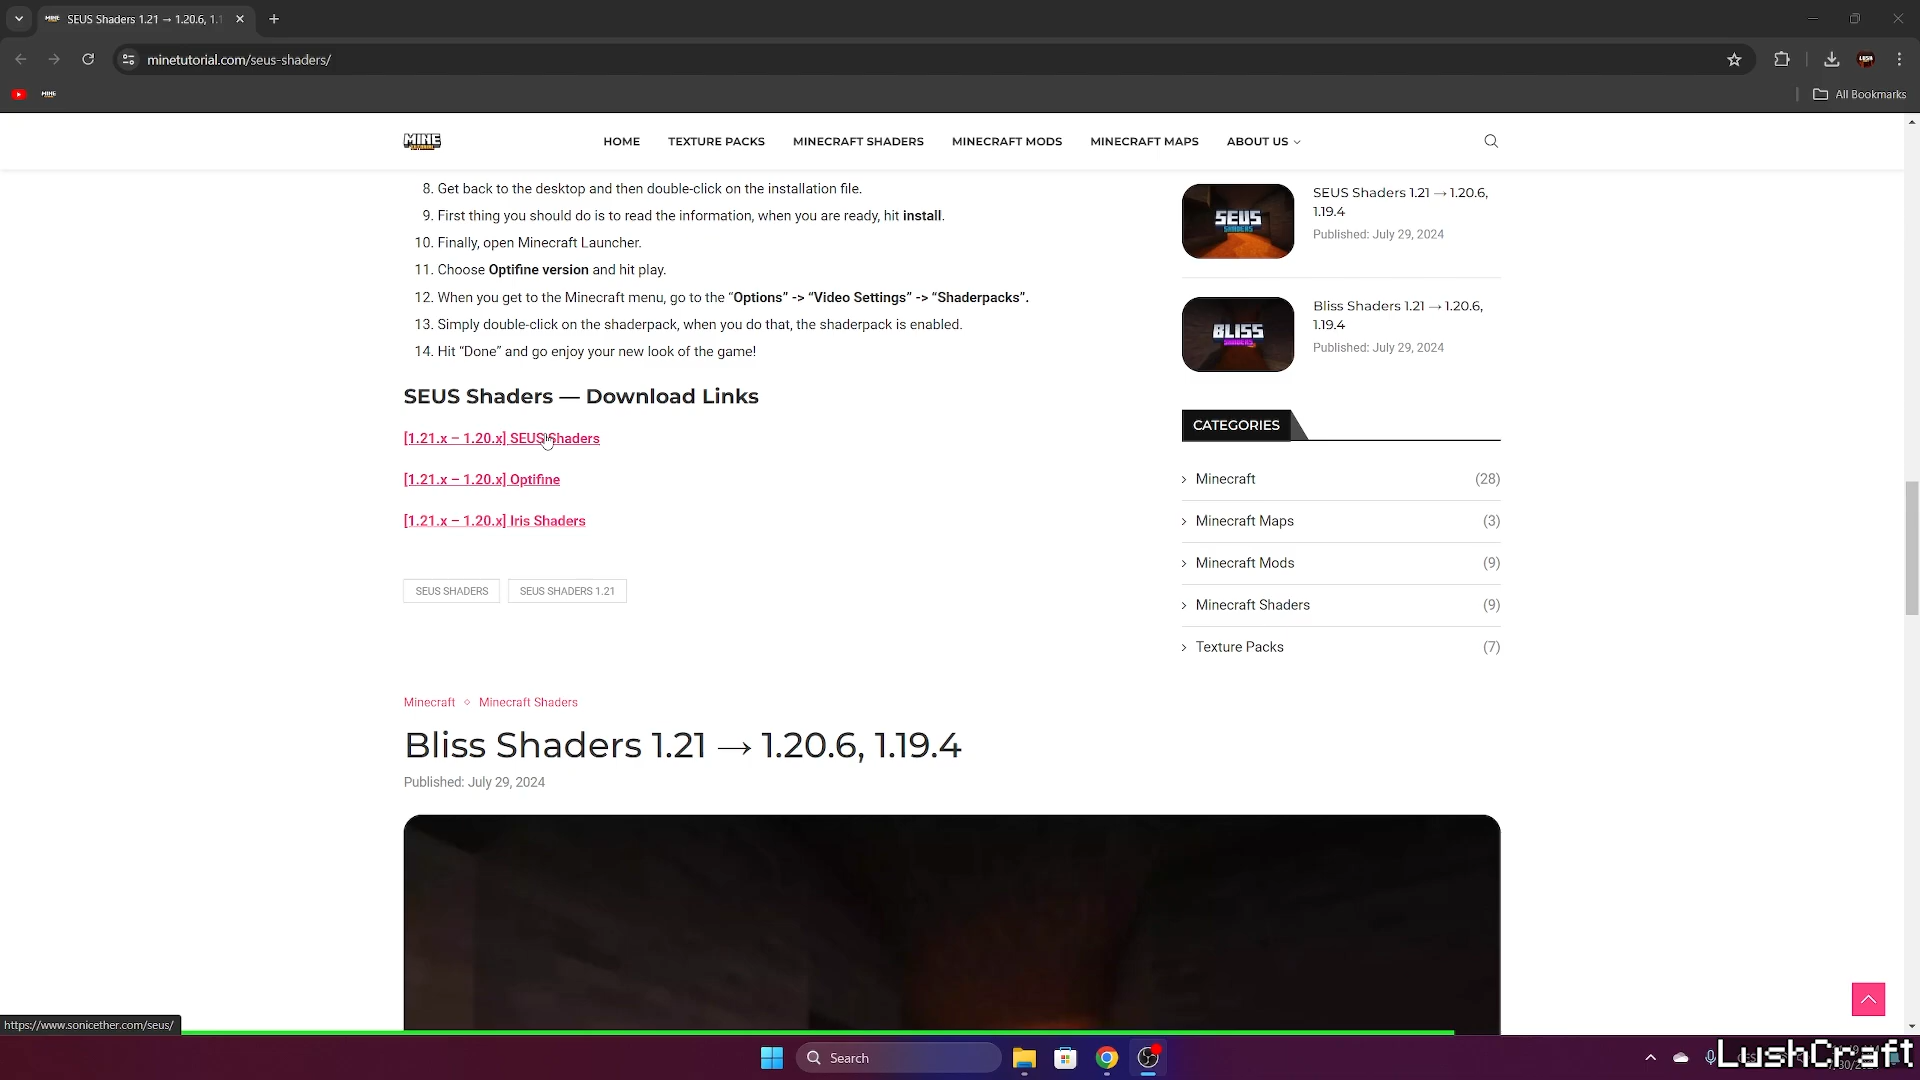 SEUS Shaders 1.21 → 1.20.6, 1.1
minetutorial.com/seus-shaders/
MINE
All Bookmarks
MINE
HOME
TEXTURE PACKS
MINECRAFT SHADERS
MINECRAFT MODS
MINECRAFT MAPS
ABOUT US
8. Get back to the desktop and then double-click on the installation file.
9. First thing you should do is to read the information, when you are ready, hit install.
10. Finally, open Minecraft Launcher.
11. Choose Optifine version and hit play.
12. When you get to the Minecraft menu, go to the “Options” -> “Video Settings” -> “Shaderpacks”.
13. Simply double-click on the shaderpack, when you do that, the shaderpack is enabled.
14. Hit “Done” and go enjoy your new look of the game!
SEUS Shaders — Download Links
[1.21.x – 1.20.x] SEUS Shaders
[1.21.x – 1.20.x] Optifine
[1.21.x – 1.20.x] Iris Shaders
SEUS SHADERS
SEUS SHADERS 1.21
SEUS
SHADERS
SEUS Shaders 1.21 → 1.20.6,
1.19.4
Published: July 29, 2024
BLISS
SHADERS
Bliss Shaders 1.21 → 1.20.6,
1.19.4
Published: July 29, 2024
CATEGORIES
Minecraft (28)
Minecraft Maps (3)
Minecraft Mods (9)
Minecraft Shaders (9)
Texture Packs (7)
Minecraft ◇ Minecraft Shaders
Bliss Shaders 1.21 → 1.20.6, 1.19.4
Published: July 29, 2024
https://www.sonicether.com/seus/
Search
LushCraft